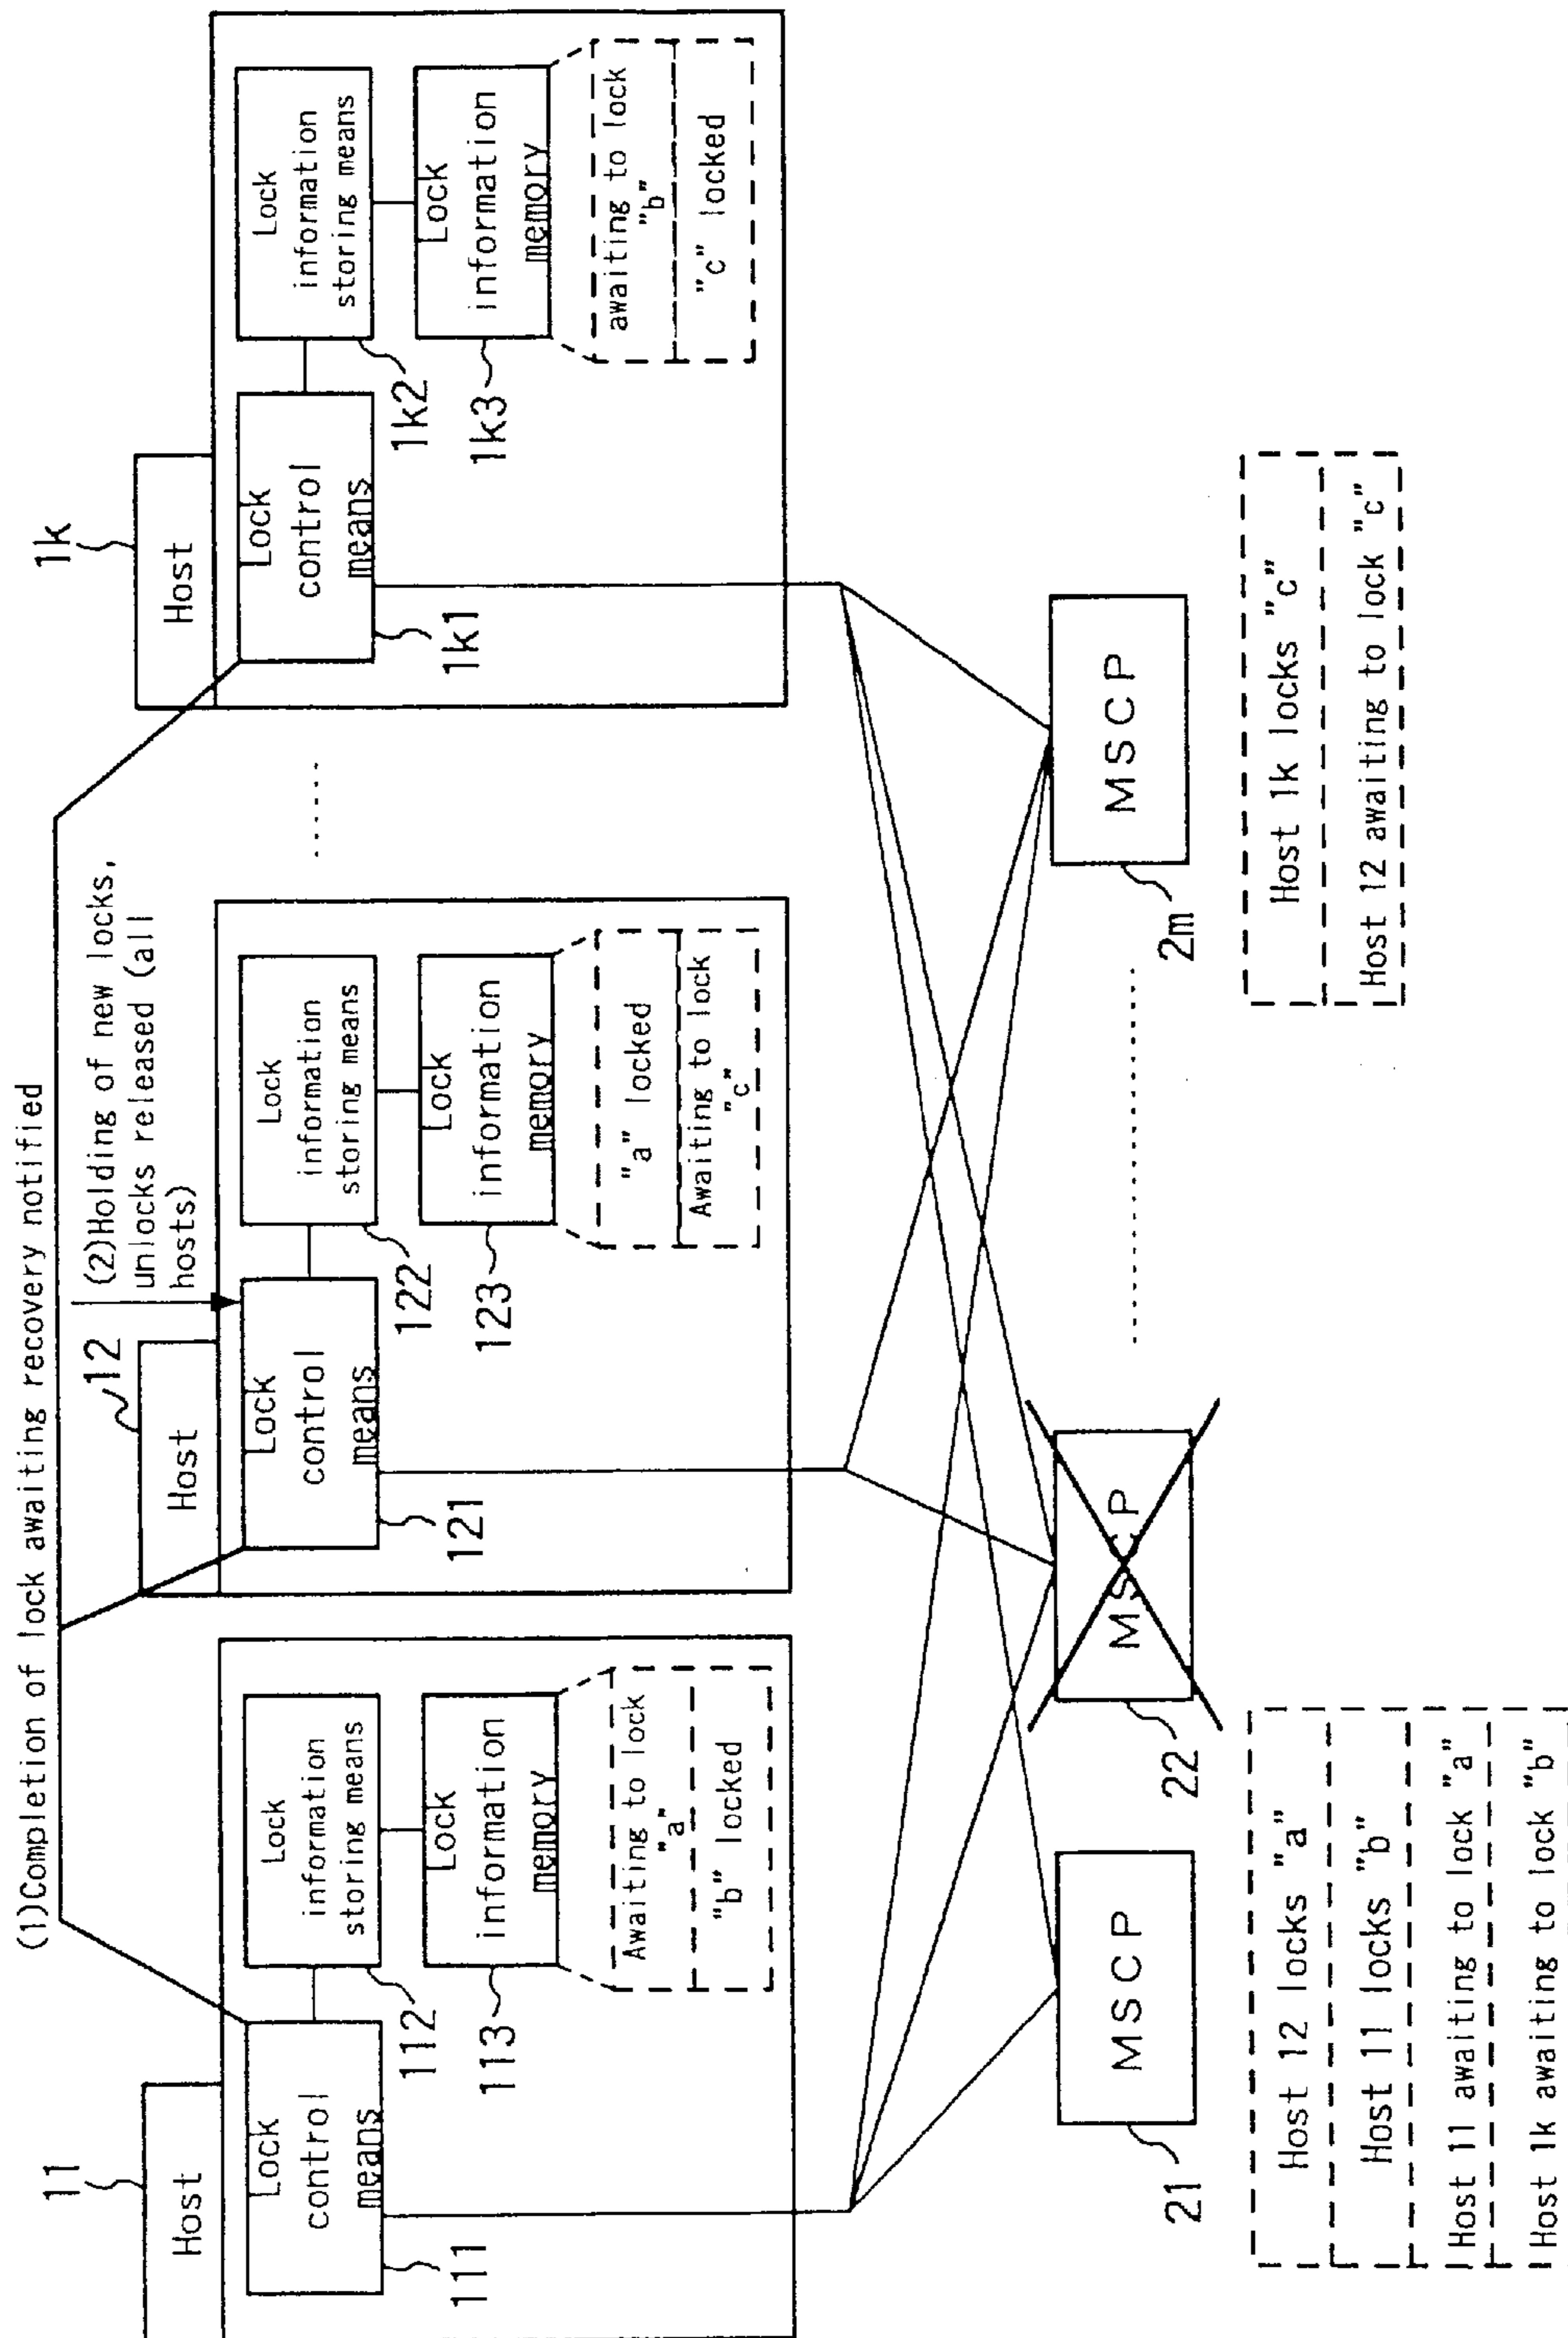 (1)Completion of lock awaiting recovery notified
(2)Holding of new locks,
unlocks released (all
hosts)
11
Host
Lock
control
means
111
Lock
information
storing means
112
Lock
information
memory
113
Awaiting to lock
"a"
"b" locked
12
Host
Lock
control
means
121
Lock
information
storing means
122
Lock
information
memory
123
"a" locked
Awaiting to lock
"c"
1k
Host
Lock
control
means
1k1
Lock
information
storing means
1k2
Lock
information
memory
1k3
awaiting to lock
"b"
"c" locked
MSCP
21
MSCP
22
MSCP
2m
Host 12 locks "a"
Host 11 locks "b"
Host 11 awaiting to lock "a"
Host 1k awaiting to lock "b"
Host 1k locks "c"
Host 12 awaiting to lock "c"